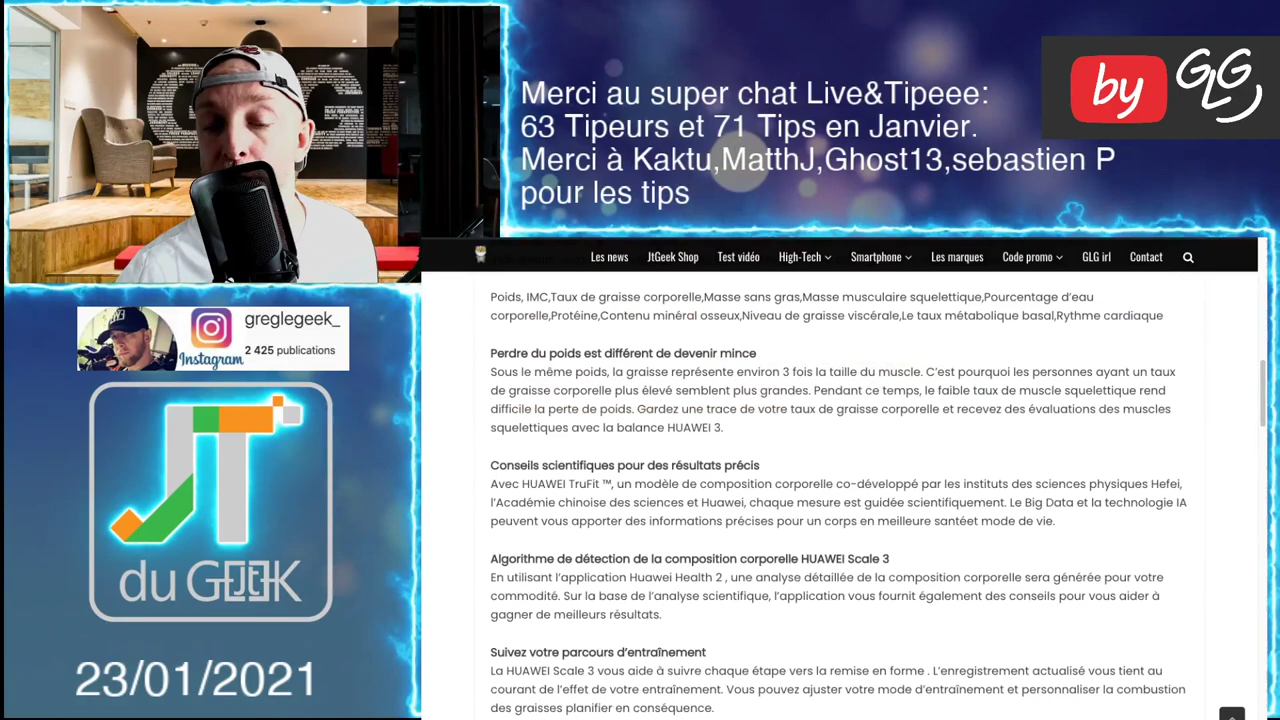 Merci au super chat Liv&Tipeee:
63 Tipeurs et 71 Tips en Janvier.
Merci à Kaktu,MatthJ,Ghost13,sebastien P
pour les tips
by GLG
Les news JtGeek Shop Test vidéo High-Tech Smartphone Les marques Code promo GLG irl Contact
Poids, IMC,Taux de graisse corporelle,Masse sans gras,Masse musculaire squelettique,Pourcentage d’eau
corporelle,Protéine,Contenu minéral osseux,Niveau de graisse viscérale,Le taux métabolique basal,Rythme cardiaque
Perdre du poids est différent de devenir mince
Sous le même poids, la graisse représente environ 3 fois la taille du muscle. C’est pourquoi les personnes ayant un taux
de graisse corporelle plus élevé semblent plus grandes. Pendant ce temps, le faible taux de muscle squelettique rend
difficile la perte de poids. Gardez une trace de votre taux de graisse corporelle et recevez des évaluations des muscles
squelettiques avec la balance HUAWEI 3.
Conseils scientifiques pour des résultats précis
Avec HUAWEI TruFit ™, un modèle de composition corporelle co-développé par les instituts des sciences physiques Hefei,
l’Académie chinoise des sciences et Huawei, chaque mesure est guidée scientifiquement. Le Big Data et la technologie IA
peuvent vous apporter des informations précises pour un corps en meilleure santéet mode de vie.
Algorithme de détection de la composition corporelle HUAWEI Scale 3
En utilisant l’application Huawei Health 2 , une analyse détaillée de la composition corporelle sera générée pour votre
commodité. Sur la base de l’analyse scientifique, l’application vous fournit également des conseils pour vous aider à
gagner de meilleurs résultats.
Suivez votre parcours d’entraînement
La HUAWEI Scale 3 vous aide à suivre chaque étape vers la remise en forme . L’enregistrement actualisé vous tient au
courant de l’effet de votre entraînement. Vous pouvez ajuster votre mode d’entraînement et personnaliser la combustion
des graisses planifier en conséquence.
greglegeek_
2 425 publications
Instagram
JT
du GEEK
23/01/2021